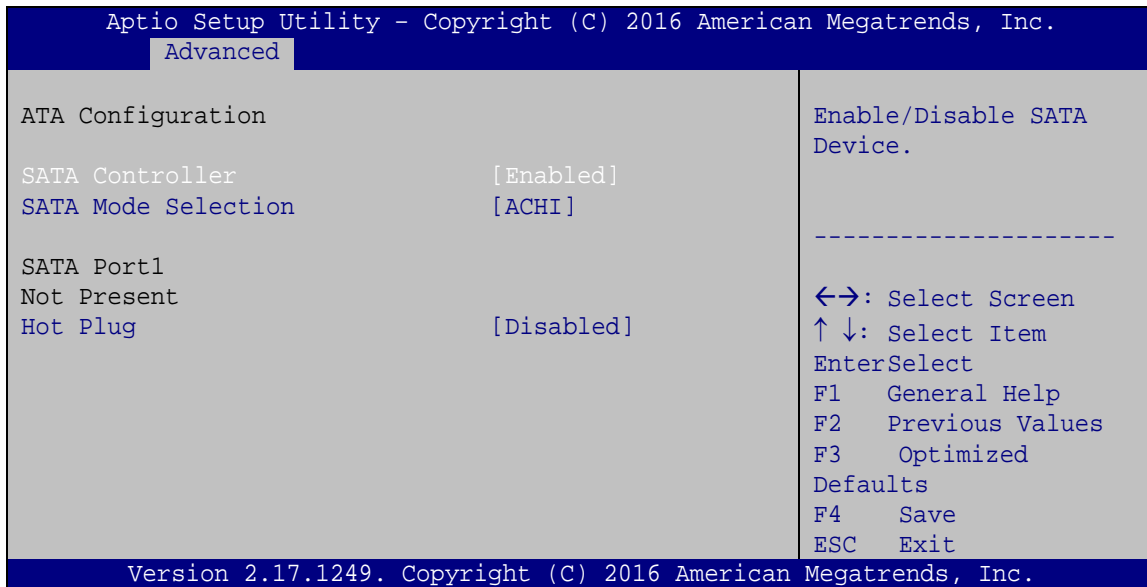 Aptio Setup Utility – Copyright (C) 2016 American Megatrends, Inc.
Advanced
ATA Configuration
SATA Controller [Enabled]
SATA Mode Selection [ACHI]
SATA Port1
Not Present
Hot Plug [Disabled]
Enable/Disable SATA
Device.
---------------------
←→: Select Screen
↑ ↓: Select Item
EnterSelect
F1 General Help
F2 Previous Values
F3 Optimized
Defaults
F4 Save
ESC Exit
Version 2.17.1249. Copyright (C) 2016 American Megatrends, Inc.